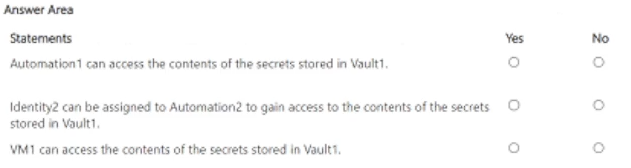 Answer Area
Statements Yes No
Automation1 can access the contents of the secrets stored in Vault1.
Identity2 can be assigned to Automation2 to gain access to the contents of the secrets
stored in Vault1.
VM1 can access the contents of the secrets stored in Vault1.